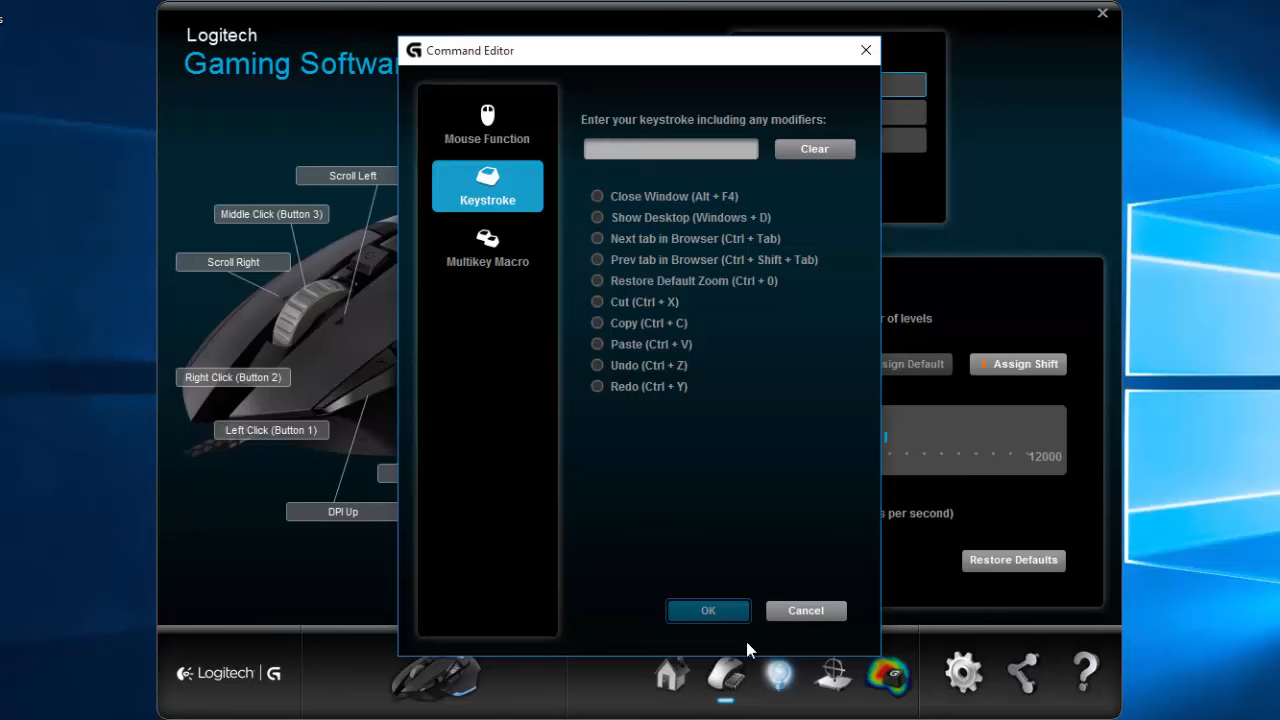 s
Logitech
Gaming Softwa
Command Editor
Mouse Function
Keystroke
Multikey Macro
Enter your keystroke including any modifiers:
Clear
Close Window (Alt + F4)
Show Desktop (Windows + D)
Next tab in Browser (Ctrl + Tab)
Prev tab in Browser (Ctrl + Shift + Tab)
Restore Default Zoom (Ctrl + 0)
Cut (Ctrl + X)
Copy (Ctrl + C)
Paste (Ctrl + V)
Undo (Ctrl + Z)
Redo (Ctrl + Y)
OK
Cancel
Scroll Left
Middle Click (Button 3)
Scroll Right
Right Click (Button 2)
Left Click (Button 1)
DPI Up
r of levels
sign Default
Assign Shift
12000
s per second)
Restore Defaults
Logitech G